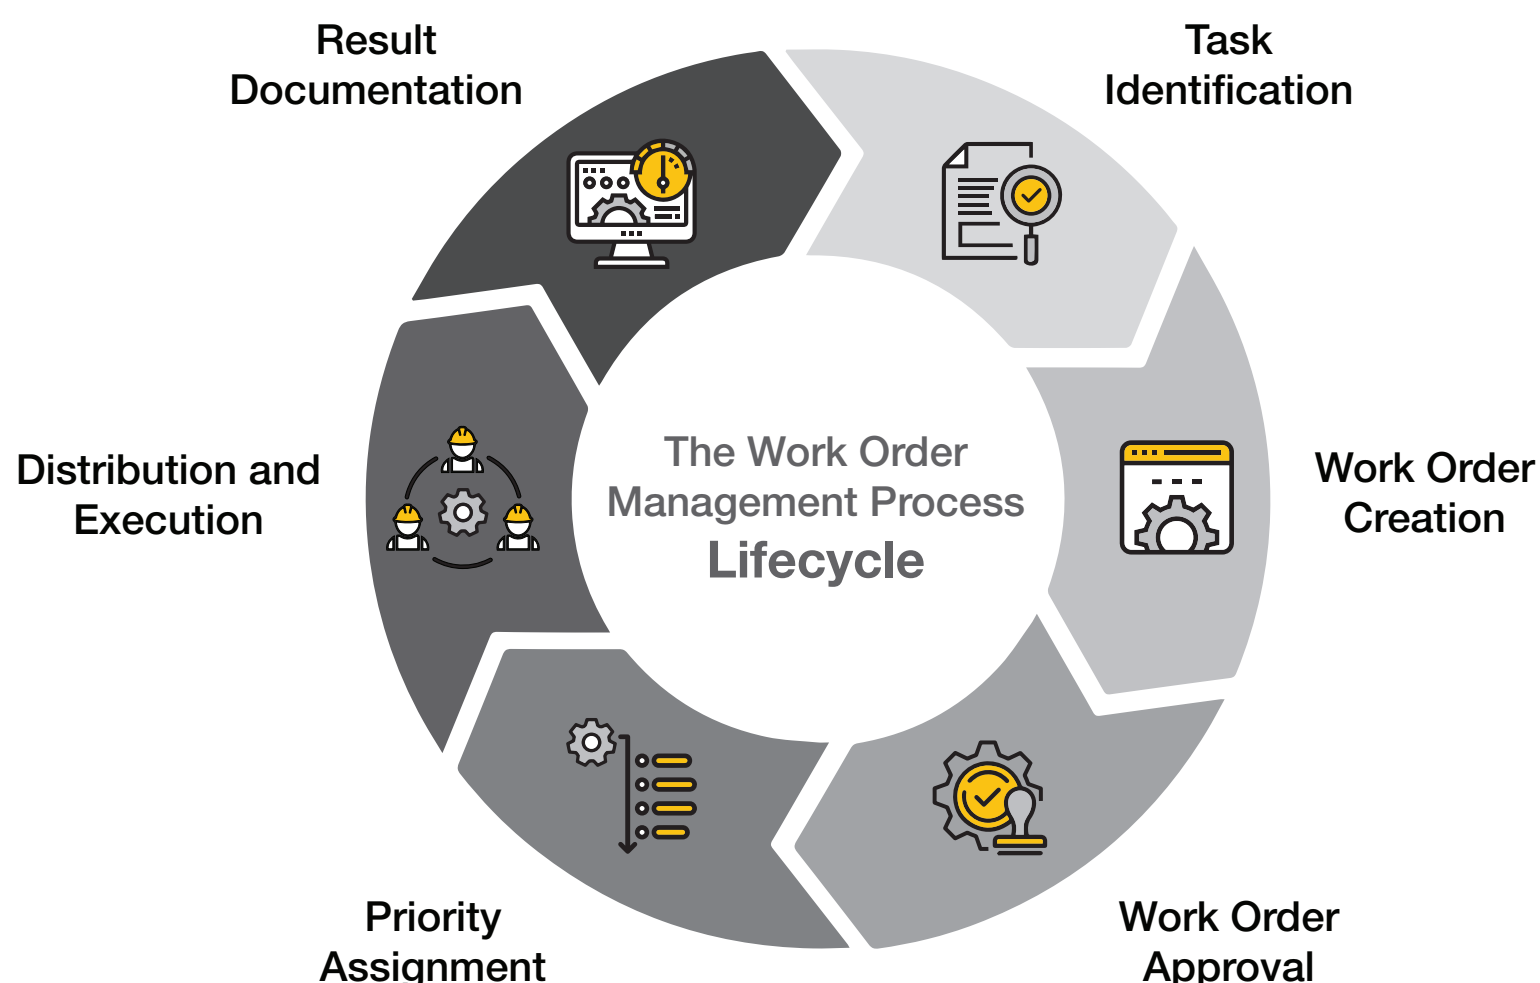 Result
Documentation
Task
Identification
Work Order
Creation
Work Order
Approval
Priority
Assignment
Distribution and
Execution
The Work Order
Management Process
Lifecycle